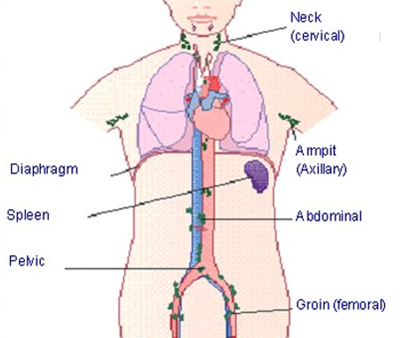 Neck
(cervical)
Armpit
(Axillary)
Diaphragm
Spleen
Abdominal
Pelvic
Groin (femoral)